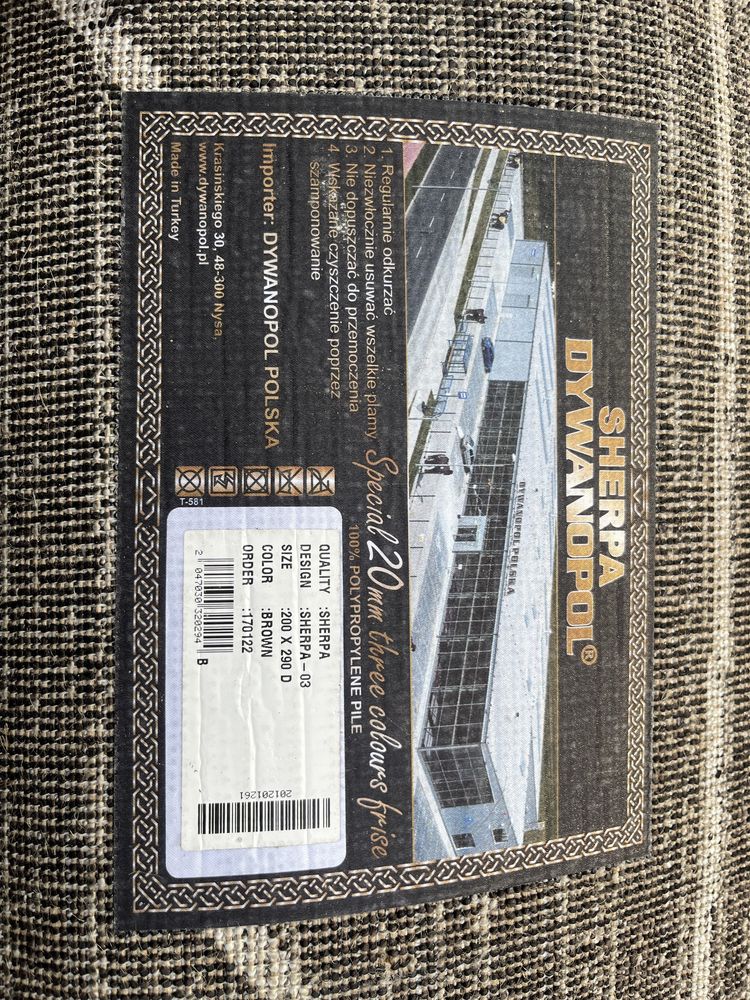 SHERPA
DYWANOPOL®
DYWANOPOL POLSKA
Special 20mm three colours frise
100% POLYPROPYLENE PILE
1. Regularnie odkurzać
2. Niezwłocznie usuwać wszelkie plamy
3. Nie dopuszczać do przemoczenia
4. Wskazane czyszczenie poprzez
szamponowanie
Importer: DYWANOPOL POLSKA
Krasińskiego 30, 48-300 Nysa
www.dywanopol.pl
Made in Turkey
T-581
QUALITY :SHERPA
DESIGN :SHERPA-03
SIZE :200 X 290 D
COLOR :BROWN
ORDER :170122
2 047030 320294 B
201201261